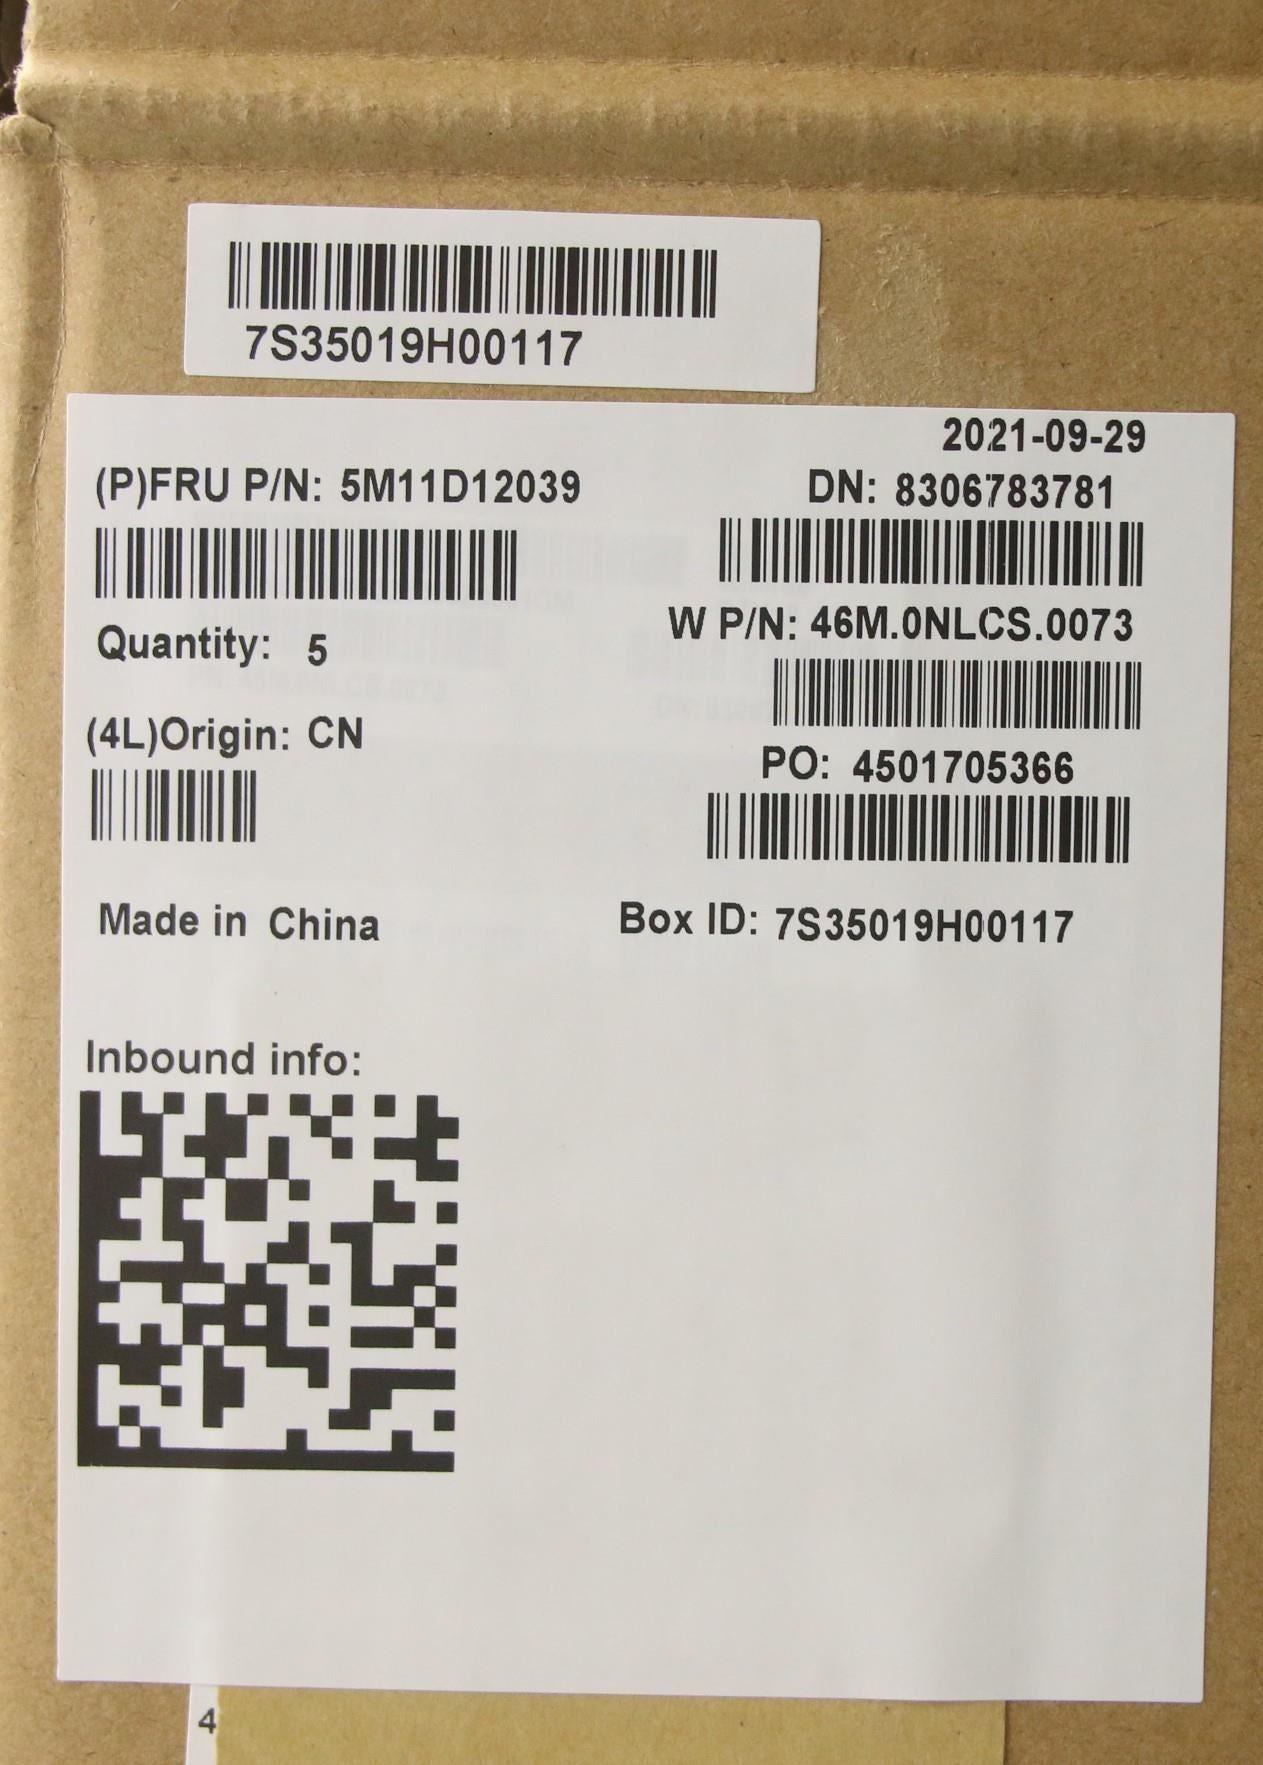 7S35019H00117
2021-09-29
(P)FRU P/N: 5M11D12039
DN: 8306783781
W P/N: 46M.0NLCS.0073
Quantity: 5
(4L)Origin: CN
PO: 4501705366
Made in China
Box ID: 7S35019H00117
Inbound info:
4